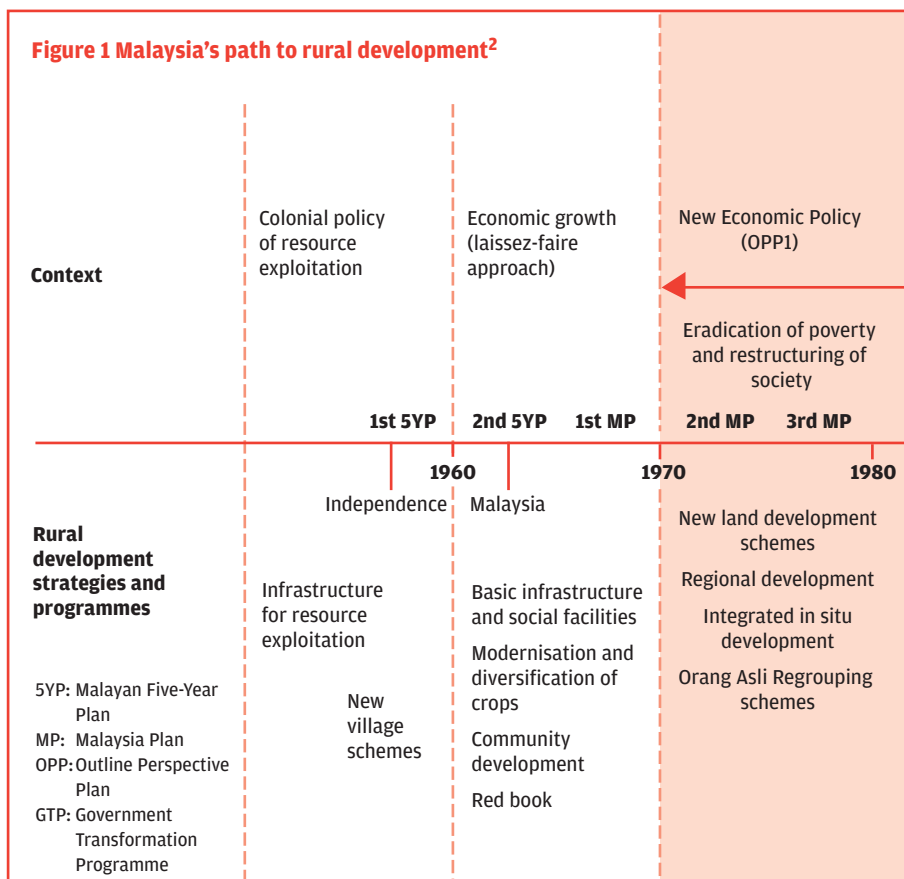 Figure 1 Malaysia's path to rural development2
Context
Colonial policy
of resource
exploitation
Economic growth
(laissez-faire
approach)
New Economic Policy
(OPP1)
Eradication of poverty
and restructuring of
society
1st 5YP
2nd 5YP
1st MP
2nd MP
3rd MP
1960
1970
1980
Independence
Malaysia
Rural
development
strategies and
programmes
Infrastructure
for resource
exploitation
New
village
schemes
Basic infrastructure
and social facilities
Modernisation and
diversification of
crops
Community
development
Red book
New land development
schemes
Regional development
Integrated in situ
development
Orang Asli Regrouping
schemes
5YP: Malayan Five-Year
Plan
MP: Malaysia Plan
OPP: Outline Perspective
Plan
GTP: Government
Transformation
Programme